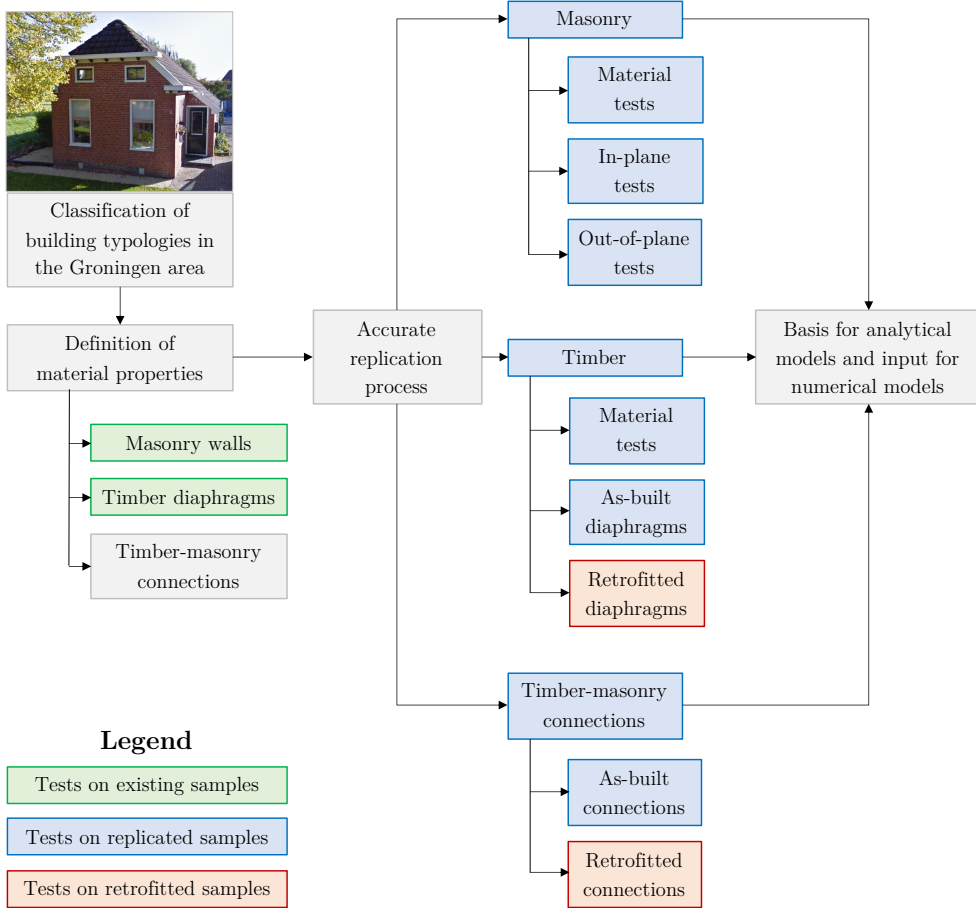 Classification of
building typologies in
the Groningen area
Definition of
material properties
Masonry walls
Timber diaphragms
Timber-masonry
connections
Accurate
replication
process
Masonry
Material
tests
In-plane
tests
Out-of-plane
tests
Timber
Material
tests
As-built
diaphragms
Retrofitted
diaphragms
Timber-masonry
connections
As-built
connections
Retrofitted
connections
Basis for analytical
models and input for
numerical models
Legend
Tests on existing samples
Tests on replicated samples
Tests on retrofitted samples